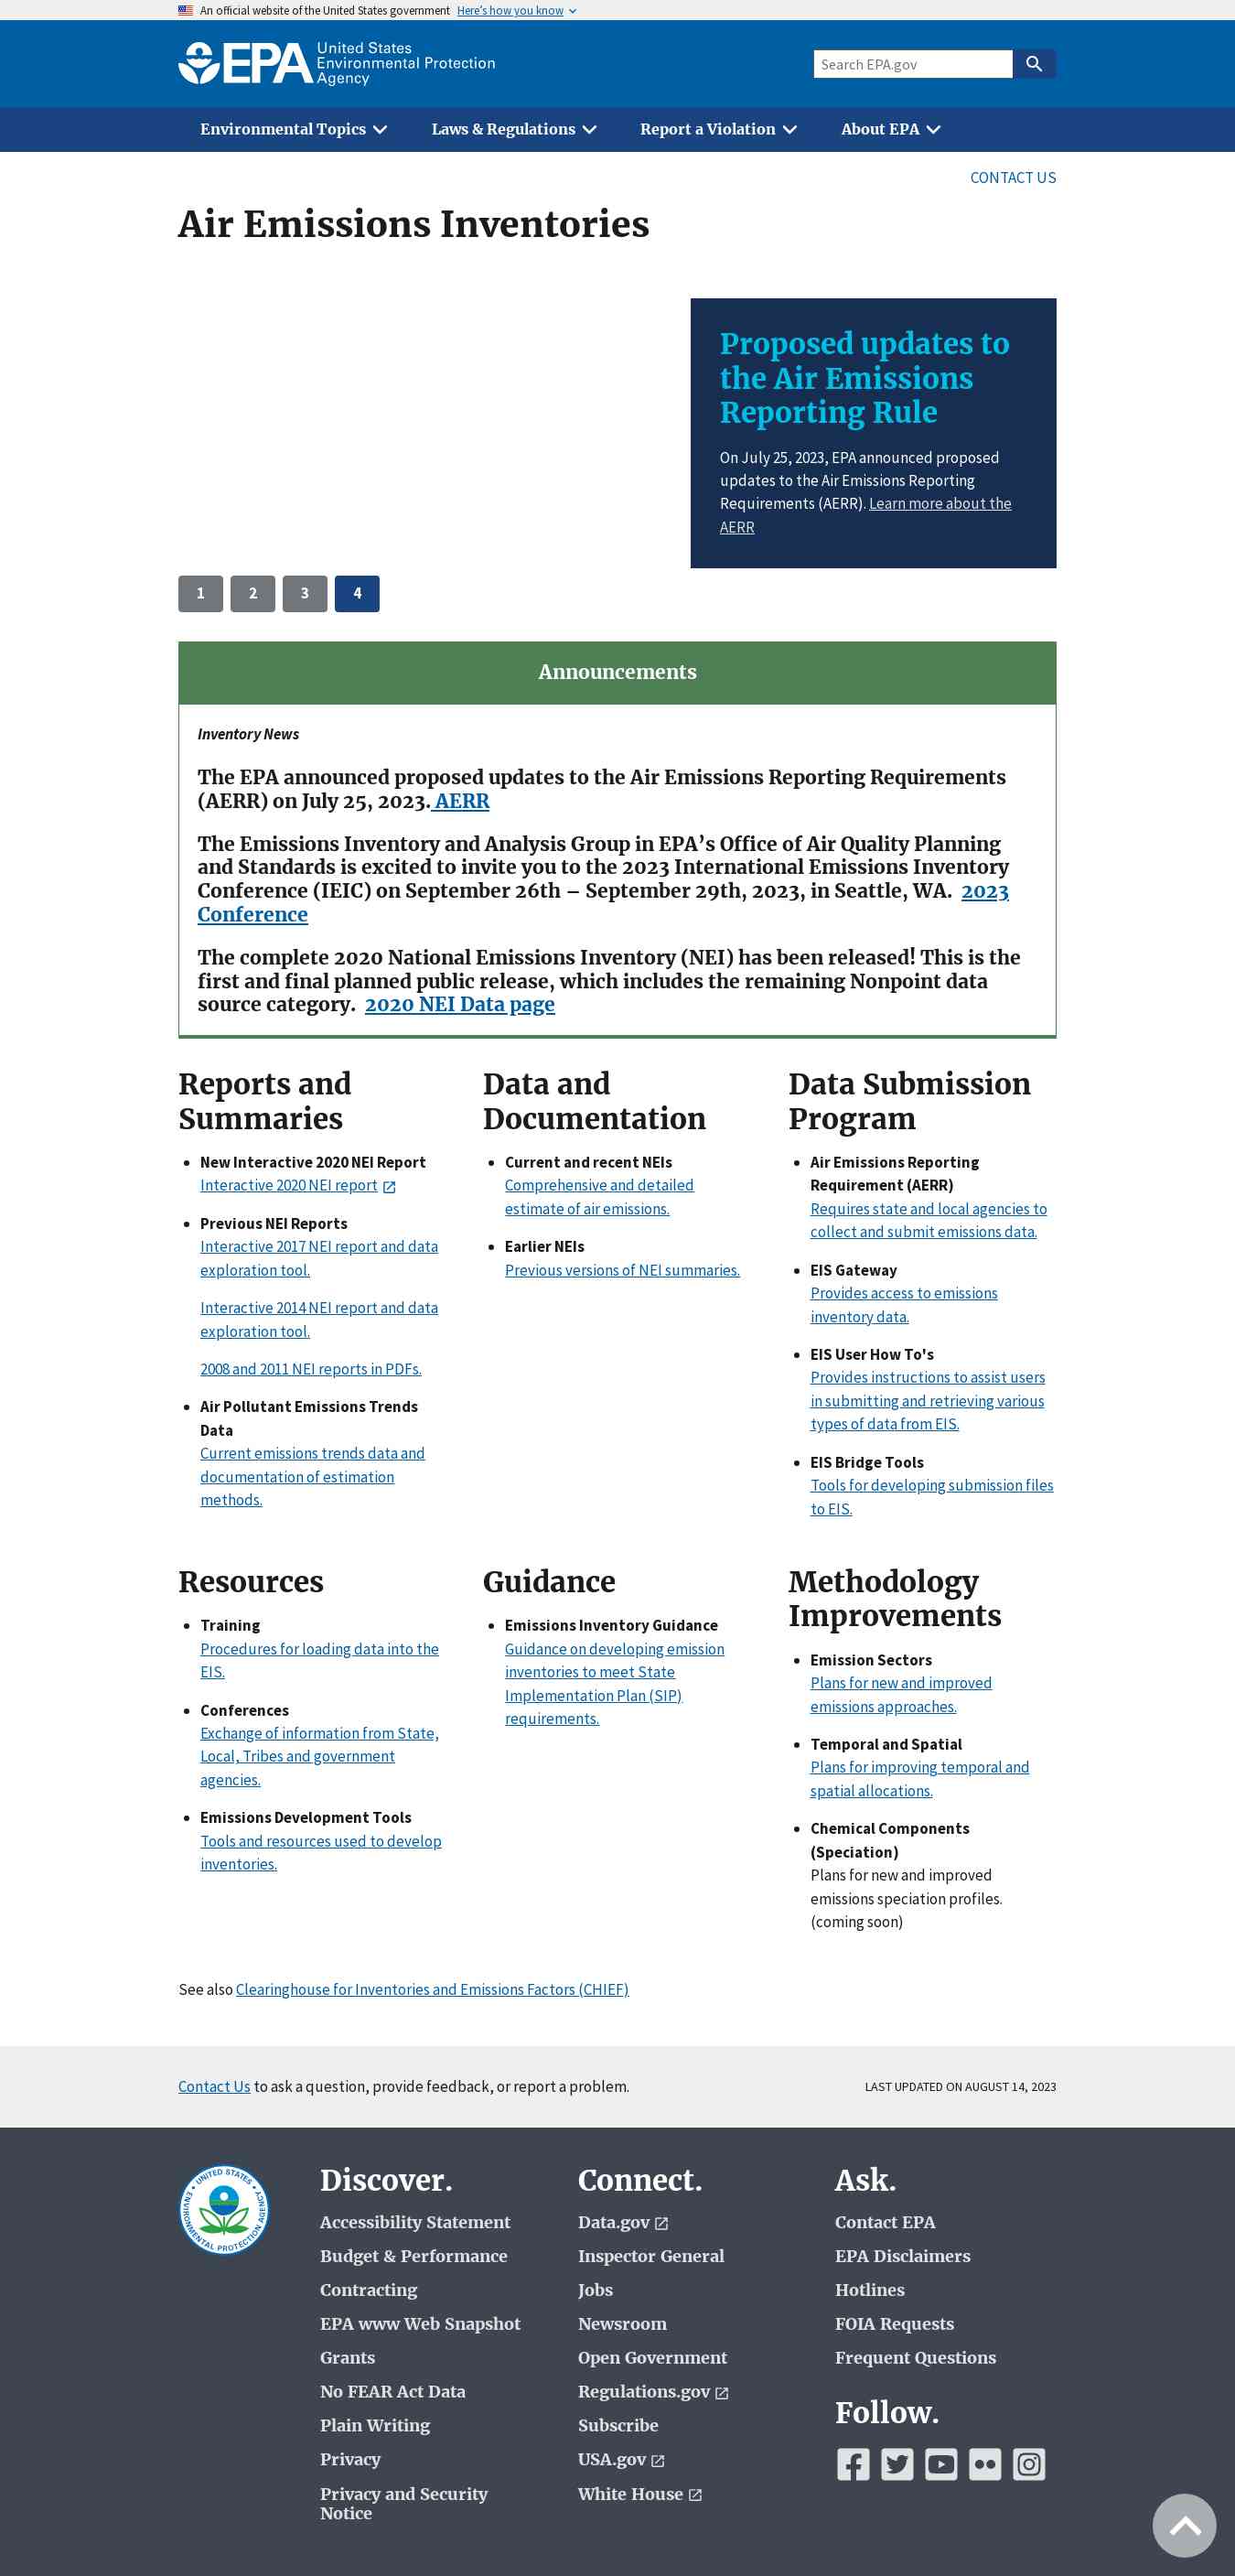 An official website of the United States government Here's how you know
EPA United States
Environmental Protection
Agency
Search EPA.gov
Environmental Topics Laws & Regulations Report a Violation About EPA
CONTACT US
Air Emissions Inventories
Proposed updates to
the Air Emissions
Reporting Rule
On July 25, 2023, EPA announced proposed
updates to the Air Emissions Reporting
Requirements (AERR). Learn more about the
AERR
1 2 3 4
Announcements
Inventory News
The EPA announced proposed updates to the Air Emissions Reporting Requirements
(AERR) on July 25, 2023. AERR
The Emissions Inventory and Analysis Group in EPA’s Office of Air Quality Planning
and Standards is excited to invite you to the 2023 International Emissions Inventory
Conference (IEIC) on September 26th – September 29th, 2023, in Seattle, WA. 2023
Conference
The complete 2020 National Emissions Inventory (NEI) has been released! This is the
first and final planned public release, which includes the remaining Nonpoint data
source category. 2020 NEI Data page
Reports and
Summaries
New Interactive 2020 NEI Report
Interactive 2020 NEI report
Previous NEI Reports
Interactive 2017 NEI report and data
exploration tool.
Interactive 2014 NEI report and data
exploration tool.
2008 and 2011 NEI reports in PDFs.
Air Pollutant Emissions Trends
Data
Current emissions trends data and
documentation of estimation
methods.
Data and
Documentation
Current and recent NEIs
Comprehensive and detailed
estimate of air emissions.
Earlier NEIs
Previous versions of NEI summaries.
Data Submission
Program
Air Emissions Reporting
Requirement (AERR)
Requires state and local agencies to
collect and submit emissions data.
EIS Gateway
Provides access to emissions
inventory data.
EIS User How To's
Provides instructions to assist users
in submitting and retrieving various
types of data from EIS.
EIS Bridge Tools
Tools for developing submission files
to EIS.
Resources
Training
Procedures for loading data into the
EIS.
Conferences
Exchange of information from State,
Local, Tribes and government
agencies.
Emissions Development Tools
Tools and resources used to develop
inventories.
Guidance
Emissions Inventory Guidance
Guidance on developing emission
inventories to meet State
Implementation Plan (SIP)
requirements.
Methodology
Improvements
Emission Sectors
Plans for new and improved
emissions approaches.
Temporal and Spatial
Plans for improving temporal and
spatial allocations.
Chemical Components
(Speciation)
Plans for new and improved
emissions speciation profiles.
(coming soon)
See also Clearinghouse for Inventories and Emissions Factors (CHIEF)
Contact Us to ask a question, provide feedback, or report a problem.
LAST UPDATED ON AUGUST 14, 2023
UNITED STATES
ENVIRONMENTAL PROTECTION AGENCY
Discover.
Accessibility Statement
Budget & Performance
Contracting
EPA www Web Snapshot
Grants
No FEAR Act Data
Plain Writing
Privacy
Privacy and Security
Notice
Connect.
Data.gov
Inspector General
Jobs
Newsroom
Open Government
Regulations.gov
Subscribe
USA.gov
White House
Ask.
Contact EPA
EPA Disclaimers
Hotlines
FOIA Requests
Frequent Questions
Follow.